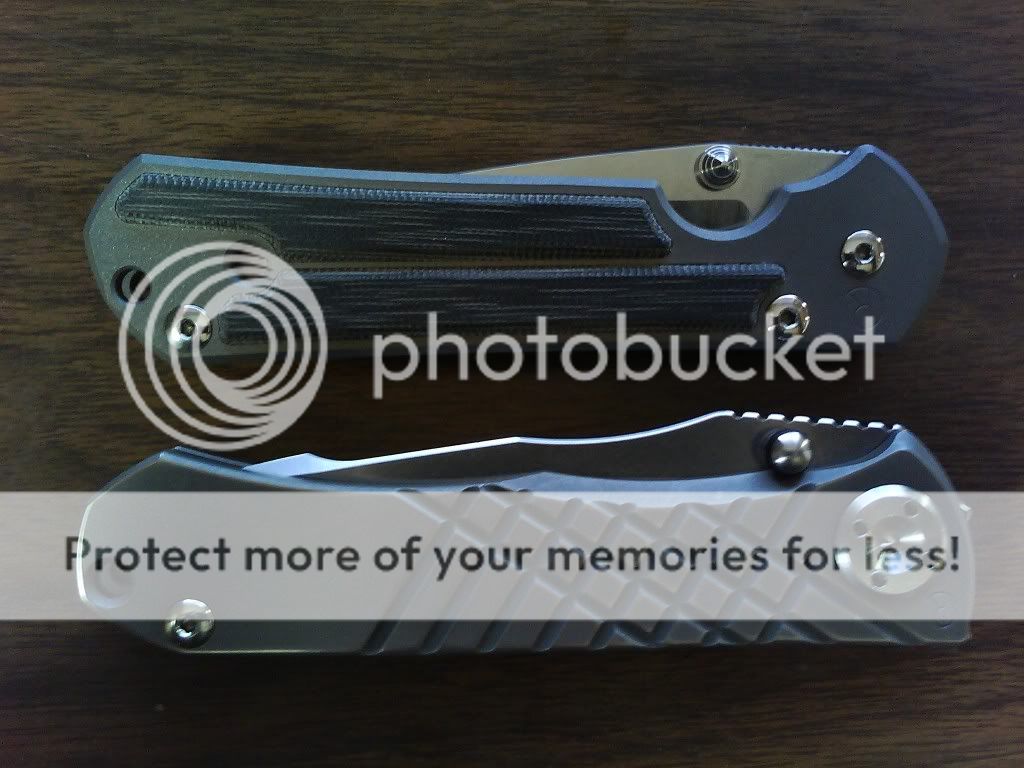 photobucket
Protect more of your memories for less!